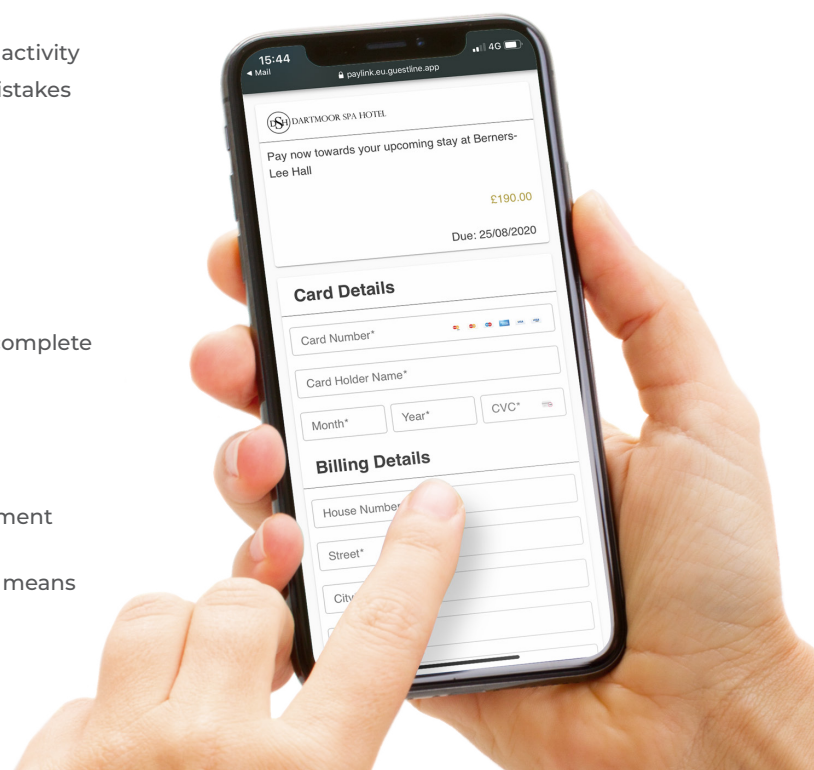 activity
istakes
omplete
ment
means
15:44
4G
◀ Mail
paylink.eu.guestline.app
DSH DARTMOOR SPA HOTEL
Pay now towards your upcoming stay at Berners-
Lee Hall
£190.00
Due: 25/08/2020
Card Details
Card Number*
Card Holder Name*
Month*
Year*
CVC*
Billing Details
House Number
Street*
City